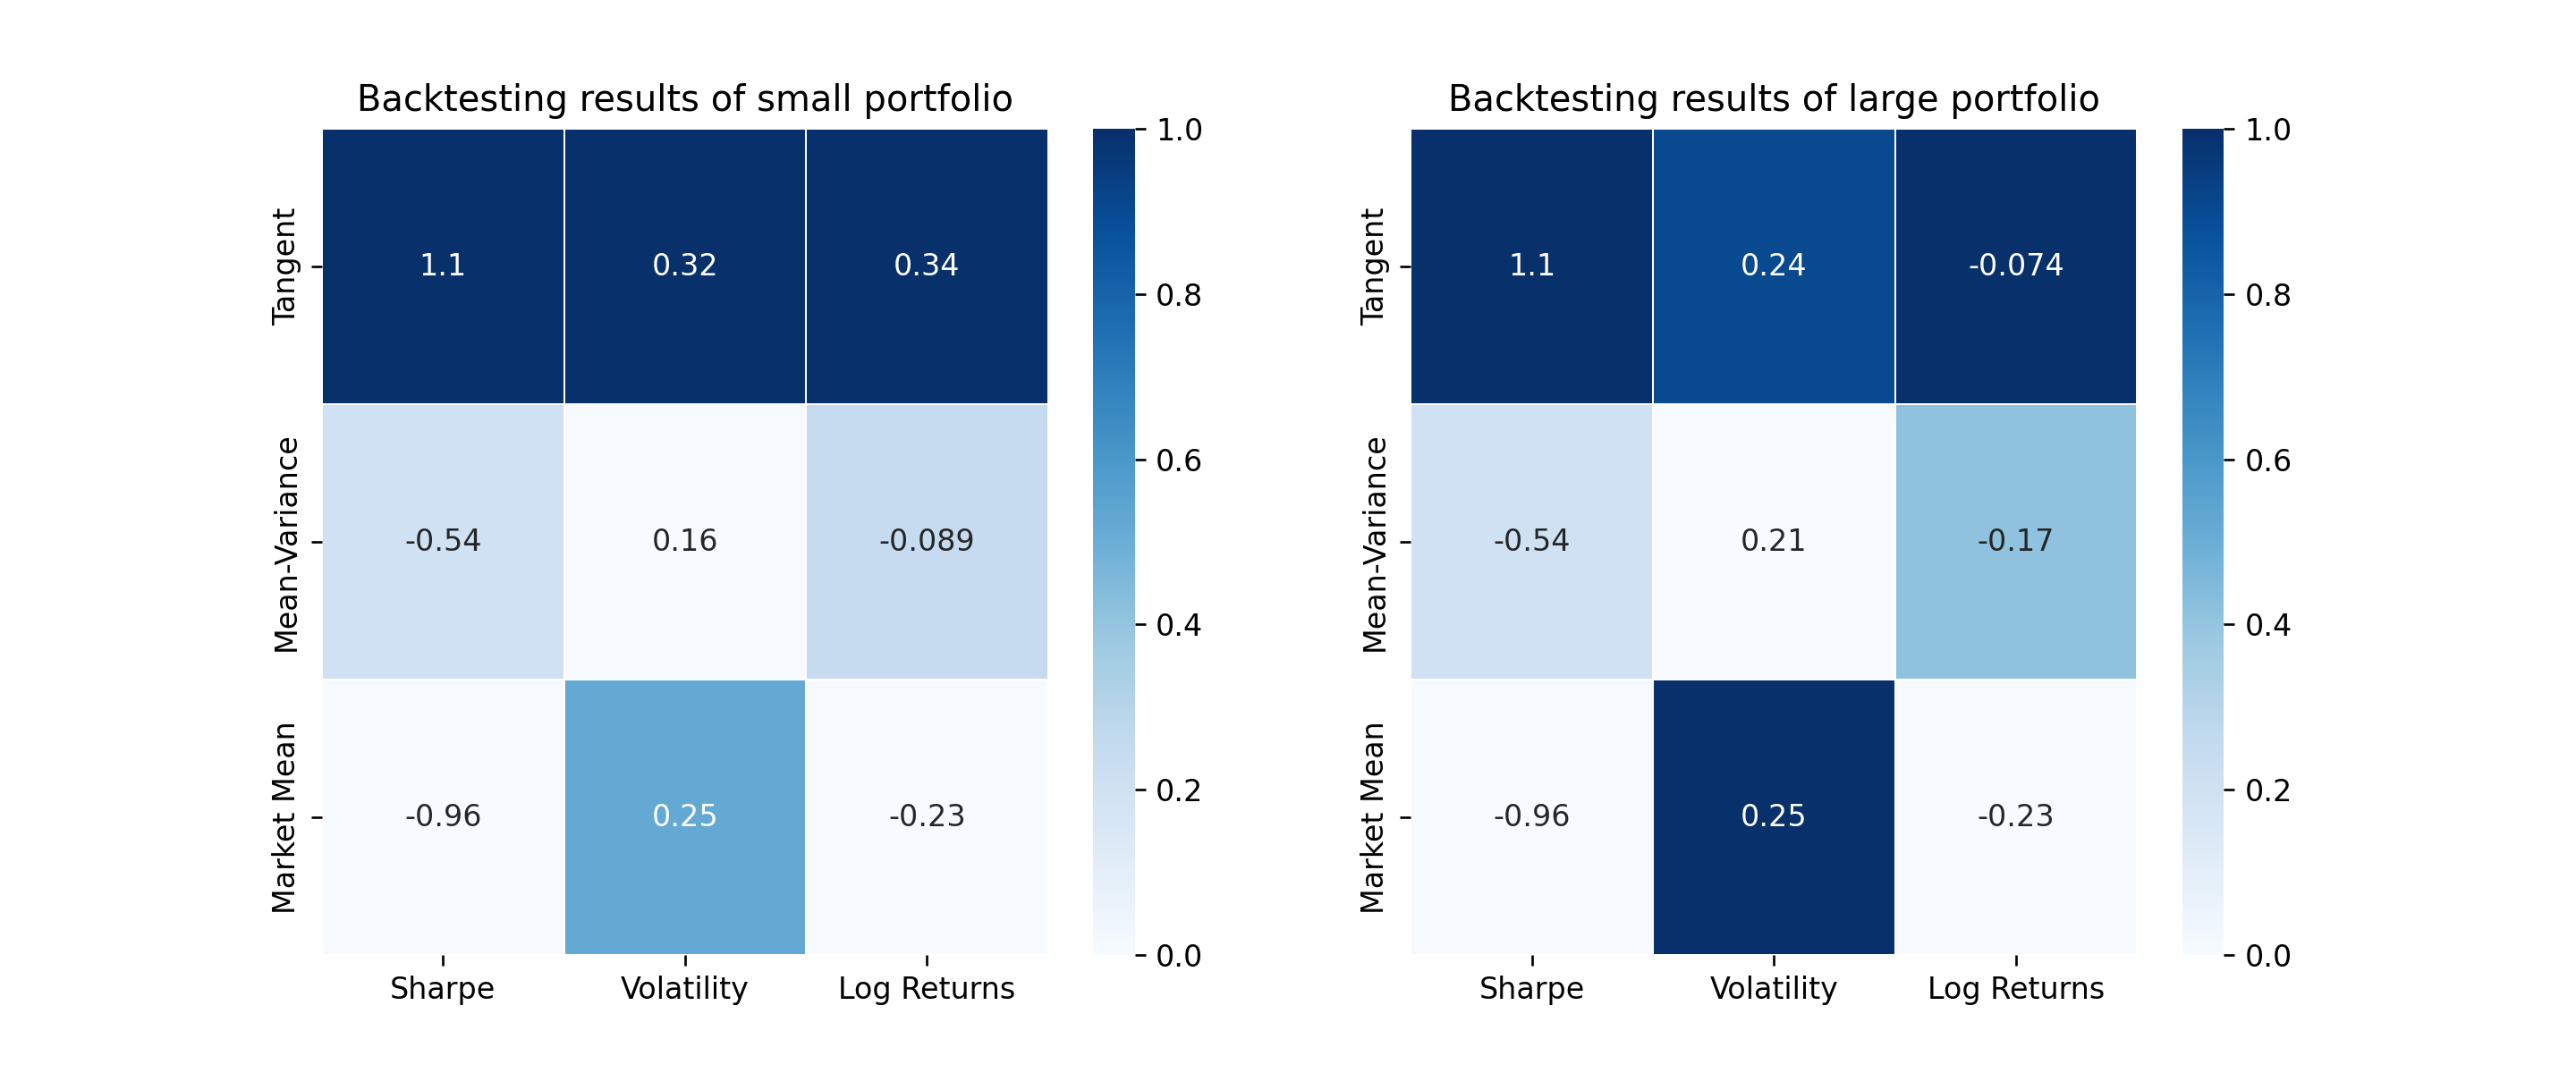 Backtesting results of small portfolio
Tangent
1.1 0.32 0.34
Mean-Variance
-0.54 0.16 -0.089
Market Mean
-0.96 0.25 -0.23
Sharpe Volatility Log Returns
1.0
0.8
0.6
0.4
0.2
0.0
Backtesting results of large portfolio
Tangent
1.1 0.24 -0.074
Mean-Variance
-0.54 0.21 -0.17
Market Mean
-0.96 0.25 -0.23
Sharpe Volatility Log Returns
1.0
0.8
0.6
0.4
0.2
0.0